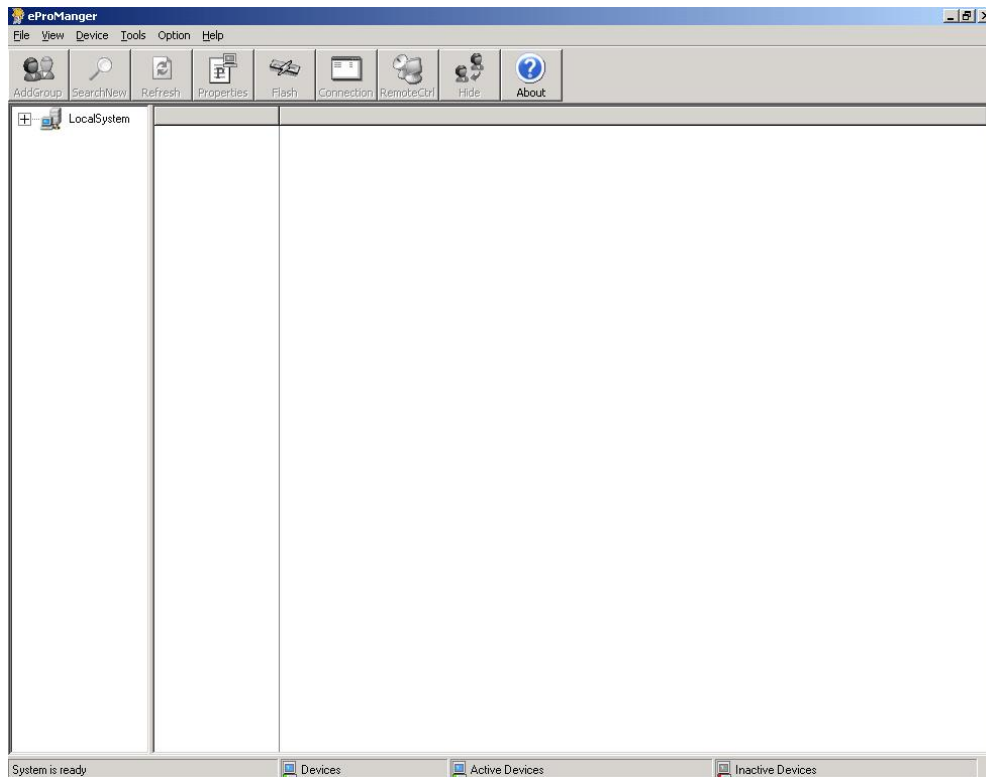 eProManger
File View Device Tools Option Help
AddGroup SearchNew Refresh Properties Flash Connection RemoteCtrl Hide About
LocalSystem
System is ready Devices Active Devices Inactive Devices